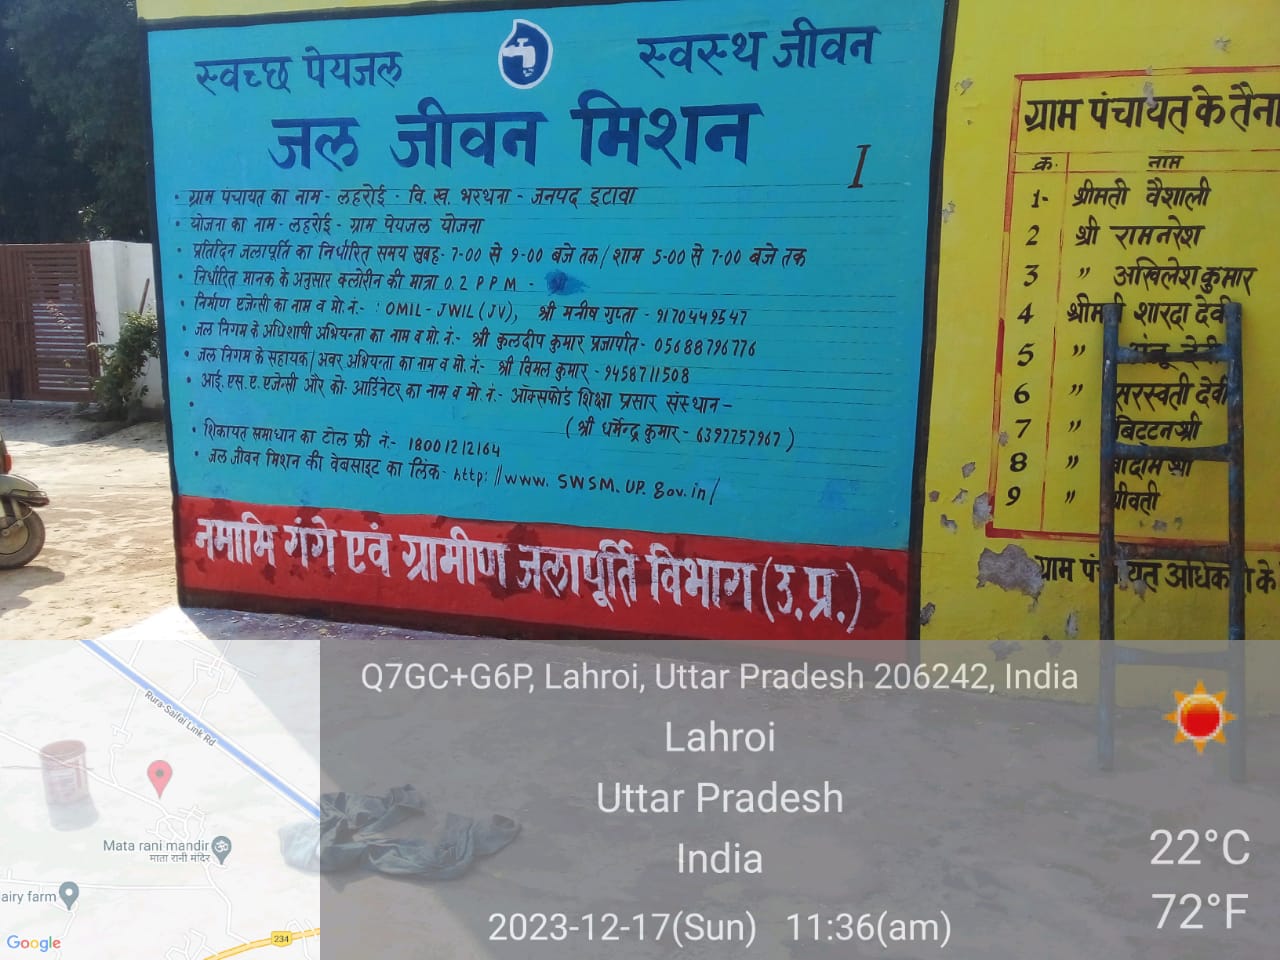 स्वच्छ पेयजल
स्वस्थ जीवन
जल जीवन मिशन
1
• ग्राम पंचायत का नाम - लहरोई - वि. ख. भरथना - जनपद इटावा
• योजना का नाम - लहरोई - ग्राम पेयजल योजना
• प्रतिदिन जलापूर्ति का निर्धारित समय सुबह - 7-00 से 9-00 बजे तक / शाम 5-00 से 7-00 बजे तक
• निर्धारित मानक के अनुसार क्लोरीन की मात्रा 0.2 PPM -
• निर्माण एजेन्सी का नाम व मो. नं. - : OMIL - JWIL (JV), श्री मनीष गुप्ता - 9170449547
• जल निगम के अधिशाषी अभियन्ता का नाम व मो. नं. - श्री कुलदीप कुमार प्रजापति - 05688796776
• जल निगम के सहायक / अवर अभियन्ता का नाम व मो. नं. - श्री विमल कुमार - 9458711508
• आई. एस. ए. एजेन्सी और को- आर्डिनेटर का नाम व मो. नं. - ऑक्सफोर्ड शिक्षा प्रसार संस्थान -
( श्री धर्मेन्द्र कुमार - 6397757967 )
• शिकायत समाधान का टोल फ्री नं. - 18001212164
• जल जीवन मिशन की वेबसाइट का लिंक - http: || www. SWSM. UP. Gov. in /
नमामि गंगे एवं ग्रामीण जलापूर्ति विभाग (उ. प्र.)
ग्राम पंचायत के तैना
क. नाम
1- श्रीमती वैशाली
2 श्री रामनरेश
3 " अखिलेश कुमार
4 श्रीमती शारदा देवी
5 " देवी
6 " सरस्वती देवी
7 " बिट्टनश्री
8 "
9 "
ग्राम पंचायत के
Q7GC+G6P, Lahroi, Uttar Pradesh 206242, India
Lahroi
Uttar Pradesh
India
2023-12-17(Sun) 11:36(am)
22°C
72°F
Rura-Saifai Link Rd
Mata rani mandir
माता रानी मंदिर
airy farm
234
Google